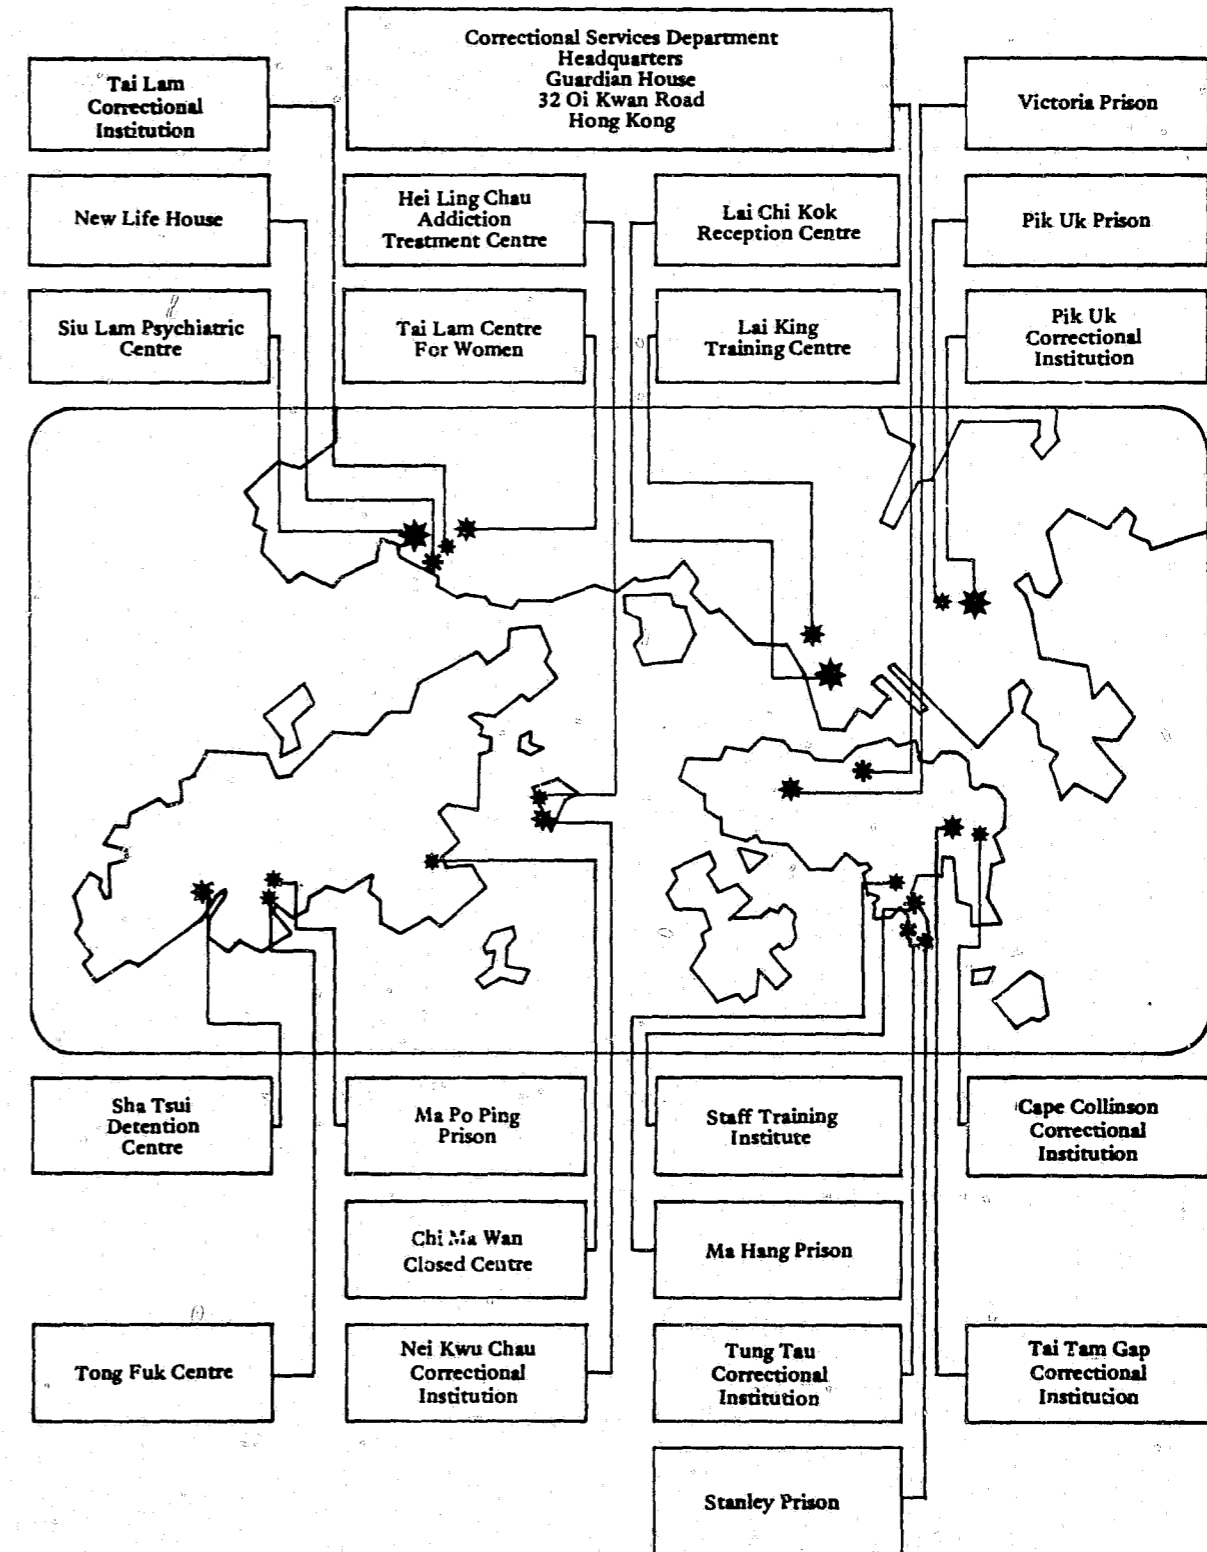 Correctional Services Department
Headquarters
Guardian House
32 Oi Kwan Road
Hong Kong
Tai Lam
Correctional
Institution
Victoria Prison
New Life House
Hei Ling Chau
Addiction
Treatment Centre
Lai Chi Kok
Reception Centre
Pik Uk Prison
Siu Lam Psychiatric
Centre
Tai Lam Centre
For Women
Lai King
Training Centre
Pik Uk
Correctional
Institution
Sha Tsui
Detention
Centre
Ma Po Ping
Prison
Staff Training
Institute
Cape Collinson
Correctional
Institution
Chi Ma Wan
Closed Centre
Ma Hang Prison
Tong Fuk Centre
Nei Kwu Chau
Correctional
Institution
Tung Tau
Correctional
Institution
Tai Tam Gap
Correctional
Institution
Stanley Prison